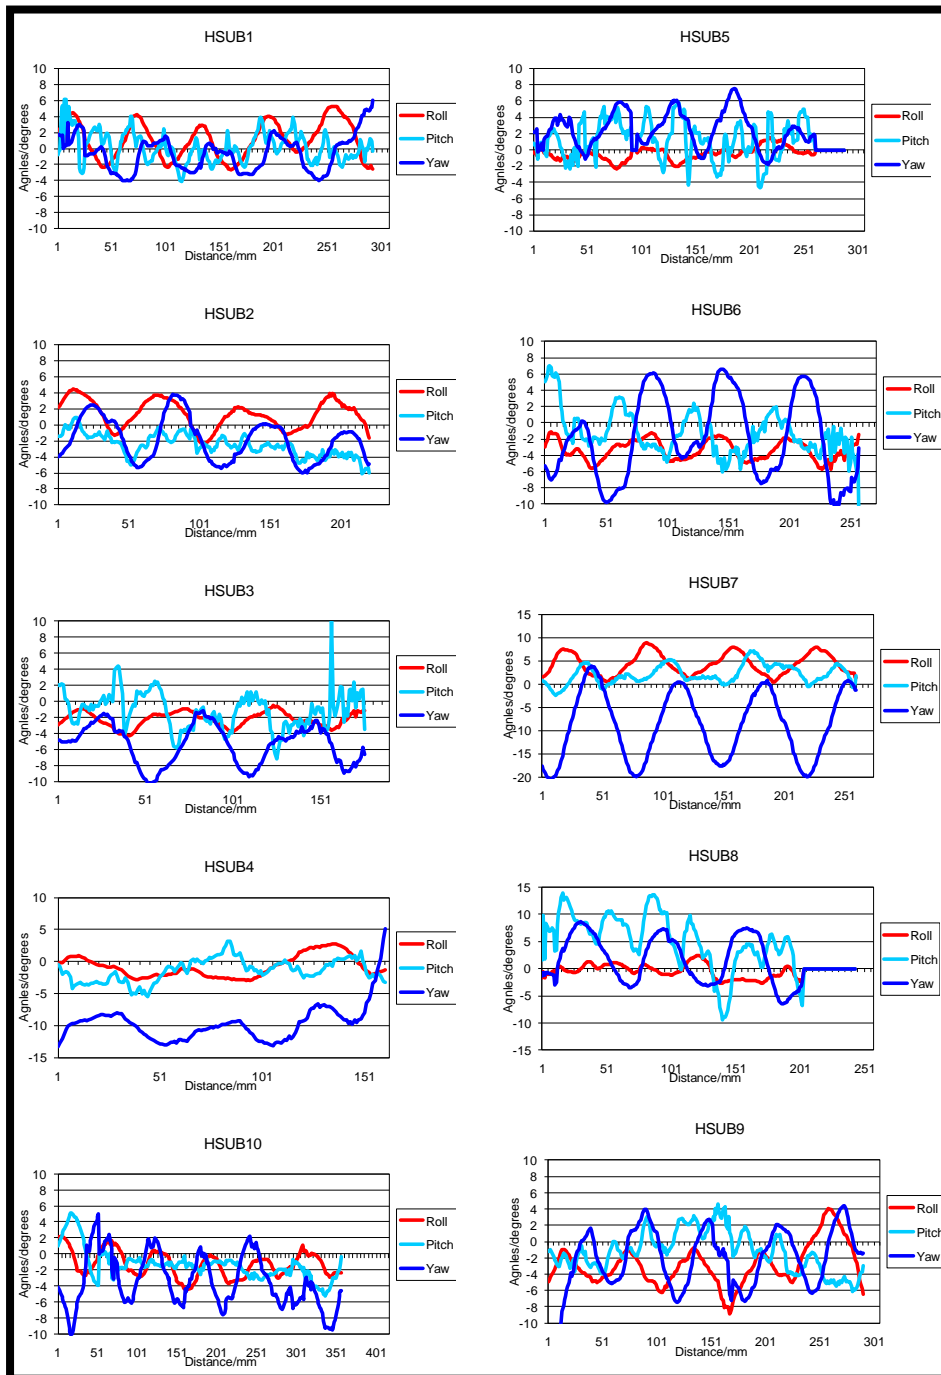 HSUB1
10
8
6
4
2
0
-2
-4
-6
-8
-10
Agnles/degrees
1 51 101 151 201 251 301
Distance/mm
Roll
Pitch
Yaw
HSUB5
10
8
6
4
2
0
-2
-4
-6
-8
-10
Agnles/degrees
1 51 101 151 201 251 301
Distance/mm
Roll
Pitch
Yaw
HSUB2
10
8
6
4
2
0
-2
-4
-6
-8
-10
Agnles/degrees
1 51 101 151 201
Distance/mm
Roll
Pitch
Yaw
HSUB6
10
8
6
4
2
0
-2
-4
-6
-8
-10
Agnles/degrees
1 51 101 151 201 251
Distance/mm
Roll
Pitch
Yaw
HSUB3
10
8
6
4
2
0
-2
-4
-6
-8
-10
Agnles/degrees
1 51 101 151
Distance/mm
Roll
Pitch
Yaw
HSUB7
15
10
5
0
-5
-10
-15
-20
Agnles/degrees
1 51 101 151 201 251
Distance/mm
Roll
Pitch
Yaw
HSUB4
10
5
0
-5
-10
-15
Agnles/degrees
1 51 101 151
Distance/mm
Roll
Pitch
Yaw
HSUB8
15
10
5
0
-5
-10
-15
Agnles/degrees
1 51 101 151 201 251
Distance/mm
Roll
Pitch
Yaw
HSUB10
10
8
6
4
2
0
-2
-4
-6
-8
-10
Agnles/degrees
1 51 101 151 201 251 301 351 401
Distance/mm
Roll
Pitch
Yaw
HSUB9
10
8
6
4
2
0
-2
-4
-6
-8
-10
Agnles/degrees
1 51 101 151 201 251 301
Distance/mm
Roll
Pitch
Yaw